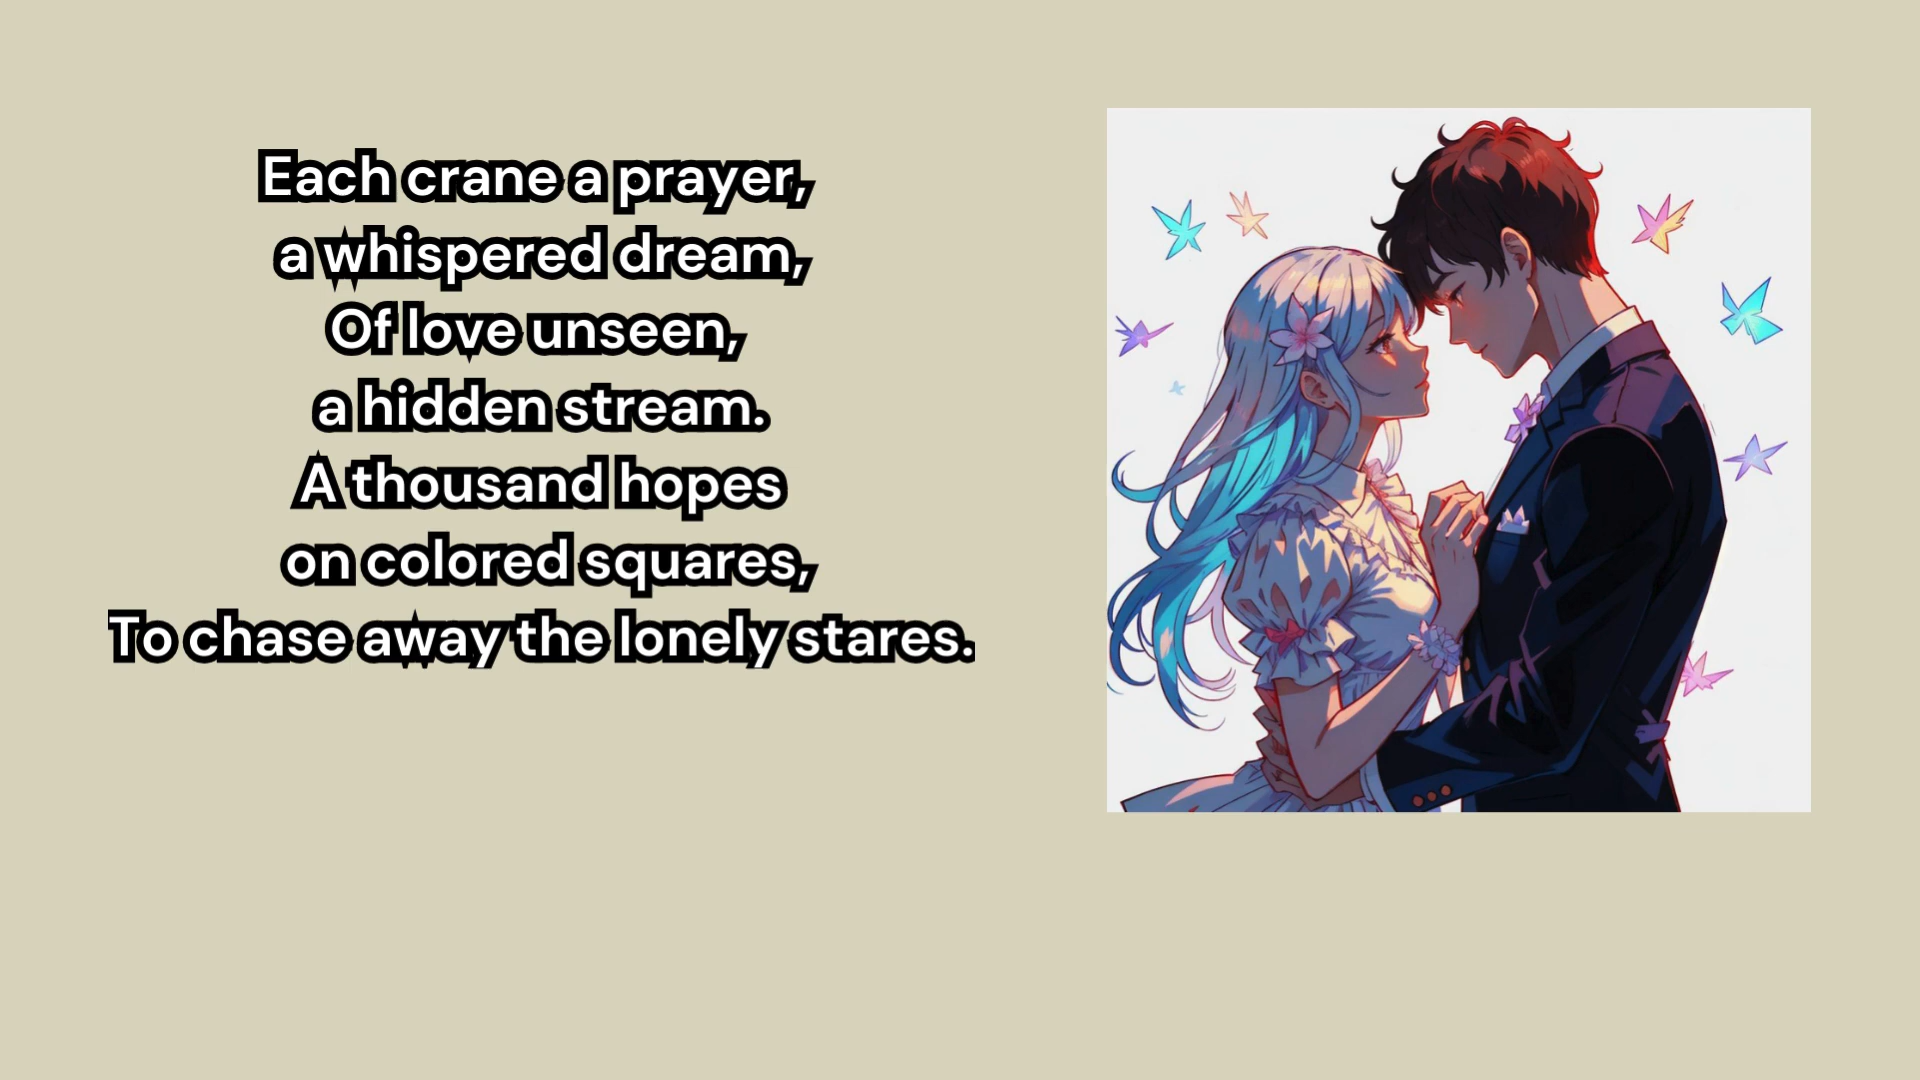 Each crane a prayer,
a whispered dream,
Of love unseen,
a hidden stream.
A thousand hopes
on colored squares,
To chase away the lonely stares.